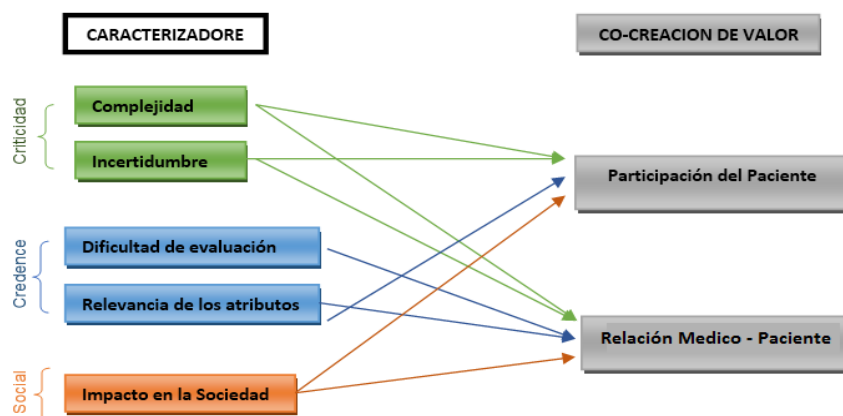 CARACTERIZADORE
CO-CREACION DE VALOR
Criticidad
Complejidad
Incertidumbre
Participación del Paciente
Credence
Dificultad de evaluación
Relevancia de los atributos
Relación Medico - Paciente
Social
Impacto en la Sociedad